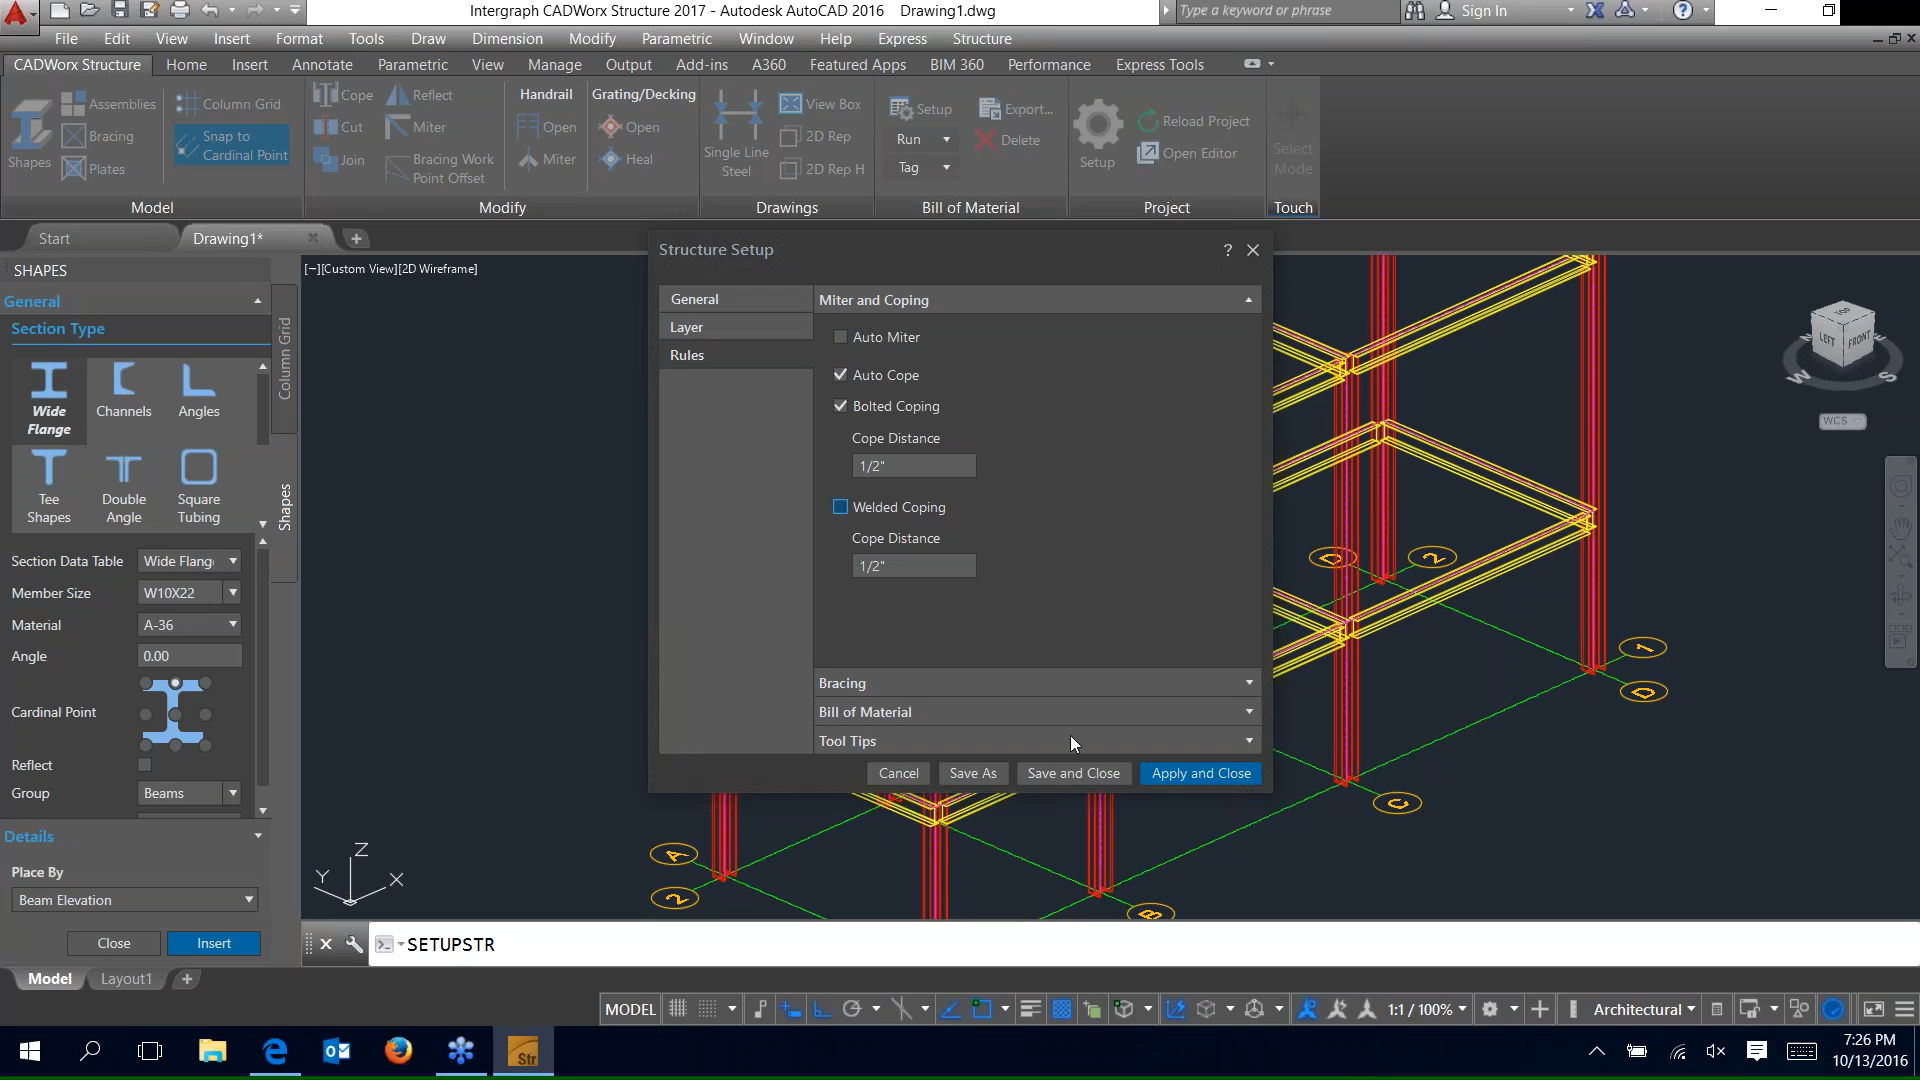 Intergraph CADWorx Structure 2017 - Autodesk AutoCAD 2016    Drawing1.dwg
Type a keyword or phrase
Sign In
File Edit View Insert Format Tools Draw Dimension Modify Parametric Window Help Express Structure
CADWorx Structure Home Insert Annotate Parametric View Manage Output Add-ins A360 Featured Apps BIM 360 Performance Express Tools
Shapes
Assemblies
Bracing
Plates
Column Grid
Snap to
Cardinal Point
Cope
Cut
Join
Reflect
Miter
Bracing Work
Point Offset
Handrail
Open
Miter
Grating/Decking
Open
Heal
Single Line
Steel
View Box
2D Rep
2D Rep H
Setup
Run
Tag
Export...
Delete
Setup
Reload Project
Open Editor
Select
Mode
Model
Modify
Drawings
Bill of Material
Project
Touch
Start
Drawing1*
SHAPES
General
Section Type
Wide
Flange
Channels
Angles
Tee
Shapes
Double
Angle
Square
Tubing
Column Grid
Shapes
Section Data Table Wide Flang
Member Size W10X22
Material A-36
Angle 0.00
Cardinal Point
Reflect
Group Beams
Details
Place By
Beam Elevation
Close
Insert
[−][Custom View][2D Wireframe]
Structure Setup
?
General
Layer
Rules
Miter and Coping
Auto Miter
Auto Cope
Bolted Coping
Cope Distance
1/2"
Welded Coping
Cope Distance
1/2"
Bracing
Bill of Material
Tool Tips
Cancel
Save As
Save and Close
Apply and Close
TOP
LEFT
FRONT
W
S
WCS
D
2
1
D
C
A
2
B
Z
Y
X
SETUPSTR
Model
Layout1
MODEL
1:1 / 100%
Architectural
Str
7:26 PM
10/13/2016